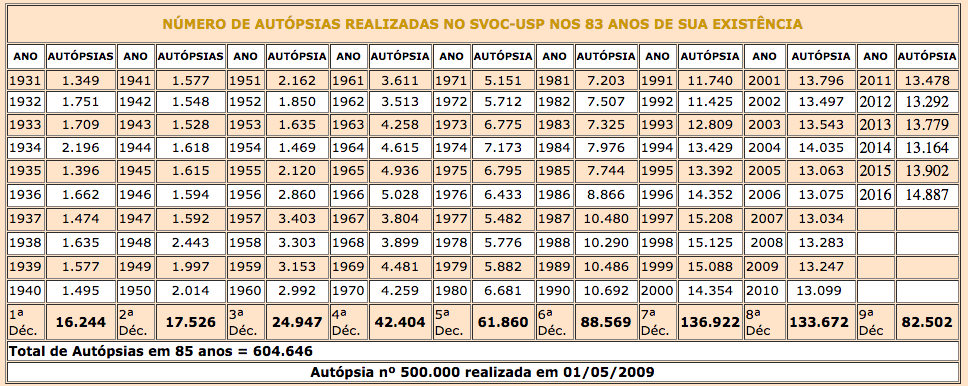 NÚMERO DE AUTÓPSIAS REALIZADAS NO SVOC-USP NOS 83 ANOS DE SUA EXISTÊNCIA
ANO AUTÓPSIAS ANO AUTÓPSIAS ANO AUTÓPSIAS ANO AUTÓPSIAS ANO AUTÓPSIAS ANO AUTÓPSIAS ANO AUTÓPSIAS ANO AUTÓPSIAS ANO AUTÓPSIAS
1931 1.349 1941 1.577 1951 2.162 1961 3.611 1971 5.151 1981 7.203 1991 11.740 2001 13.796 2011 13.478
1932 1.751 1942 1.548 1952 1.850 1962 3.513 1972 5.712 1982 7.507 1992 11.425 2002 13.497 2012 13.292
1933 1.709 1943 1.528 1953 1.635 1963 4.258 1973 6.775 1983 7.325 1993 12.809 2003 13.543 2013 13.779
1934 2.196 1944 1.618 1954 1.469 1964 4.615 1974 7.173 1984 7.976 1994 13.429 2004 14.035 2014 13.164
1935 1.396 1945 1.615 1955 2.120 1965 4.936 1975 6.795 1985 7.744 1995 13.392 2005 13.063 2015 13.902
1936 1.662 1946 1.594 1956 2.860 1966 5.028 1976 6.433 1986 8.866 1996 14.352 2006 13.075 2016 14.887
1937 1.474 1947 1.592 1957 3.403 1967 3.804 1977 5.482 1987 10.480 1997 15.208 2007 13.034
1938 1.635 1948 2.443 1958 3.303 1968 3.899 1978 5.776 1988 10.290 1998 15.125 2008 13.283
1939 1.577 1949 1.997 1959 3.153 1969 4.481 1979 5.882 1989 10.486 1999 15.088 2009 13.247
1940 1.495 1950 2.014 1960 2.992 1970 4.259 1980 6.681 1990 10.692 2000 14.354 2010 13.099
1ª Déc. 16.244 2ª Déc. 17.526 3ª Déc. 24.947 4ª Déc. 42.404 5ª Déc. 61.860 6ª Déc. 88.569 7ª Déc. 136.922 8ª Déc 133.672 9ª Déc 82.502
Total de Autópsias em 85 anos = 604.646
Autópsia nº 500.000 realizada em 01/05/2009